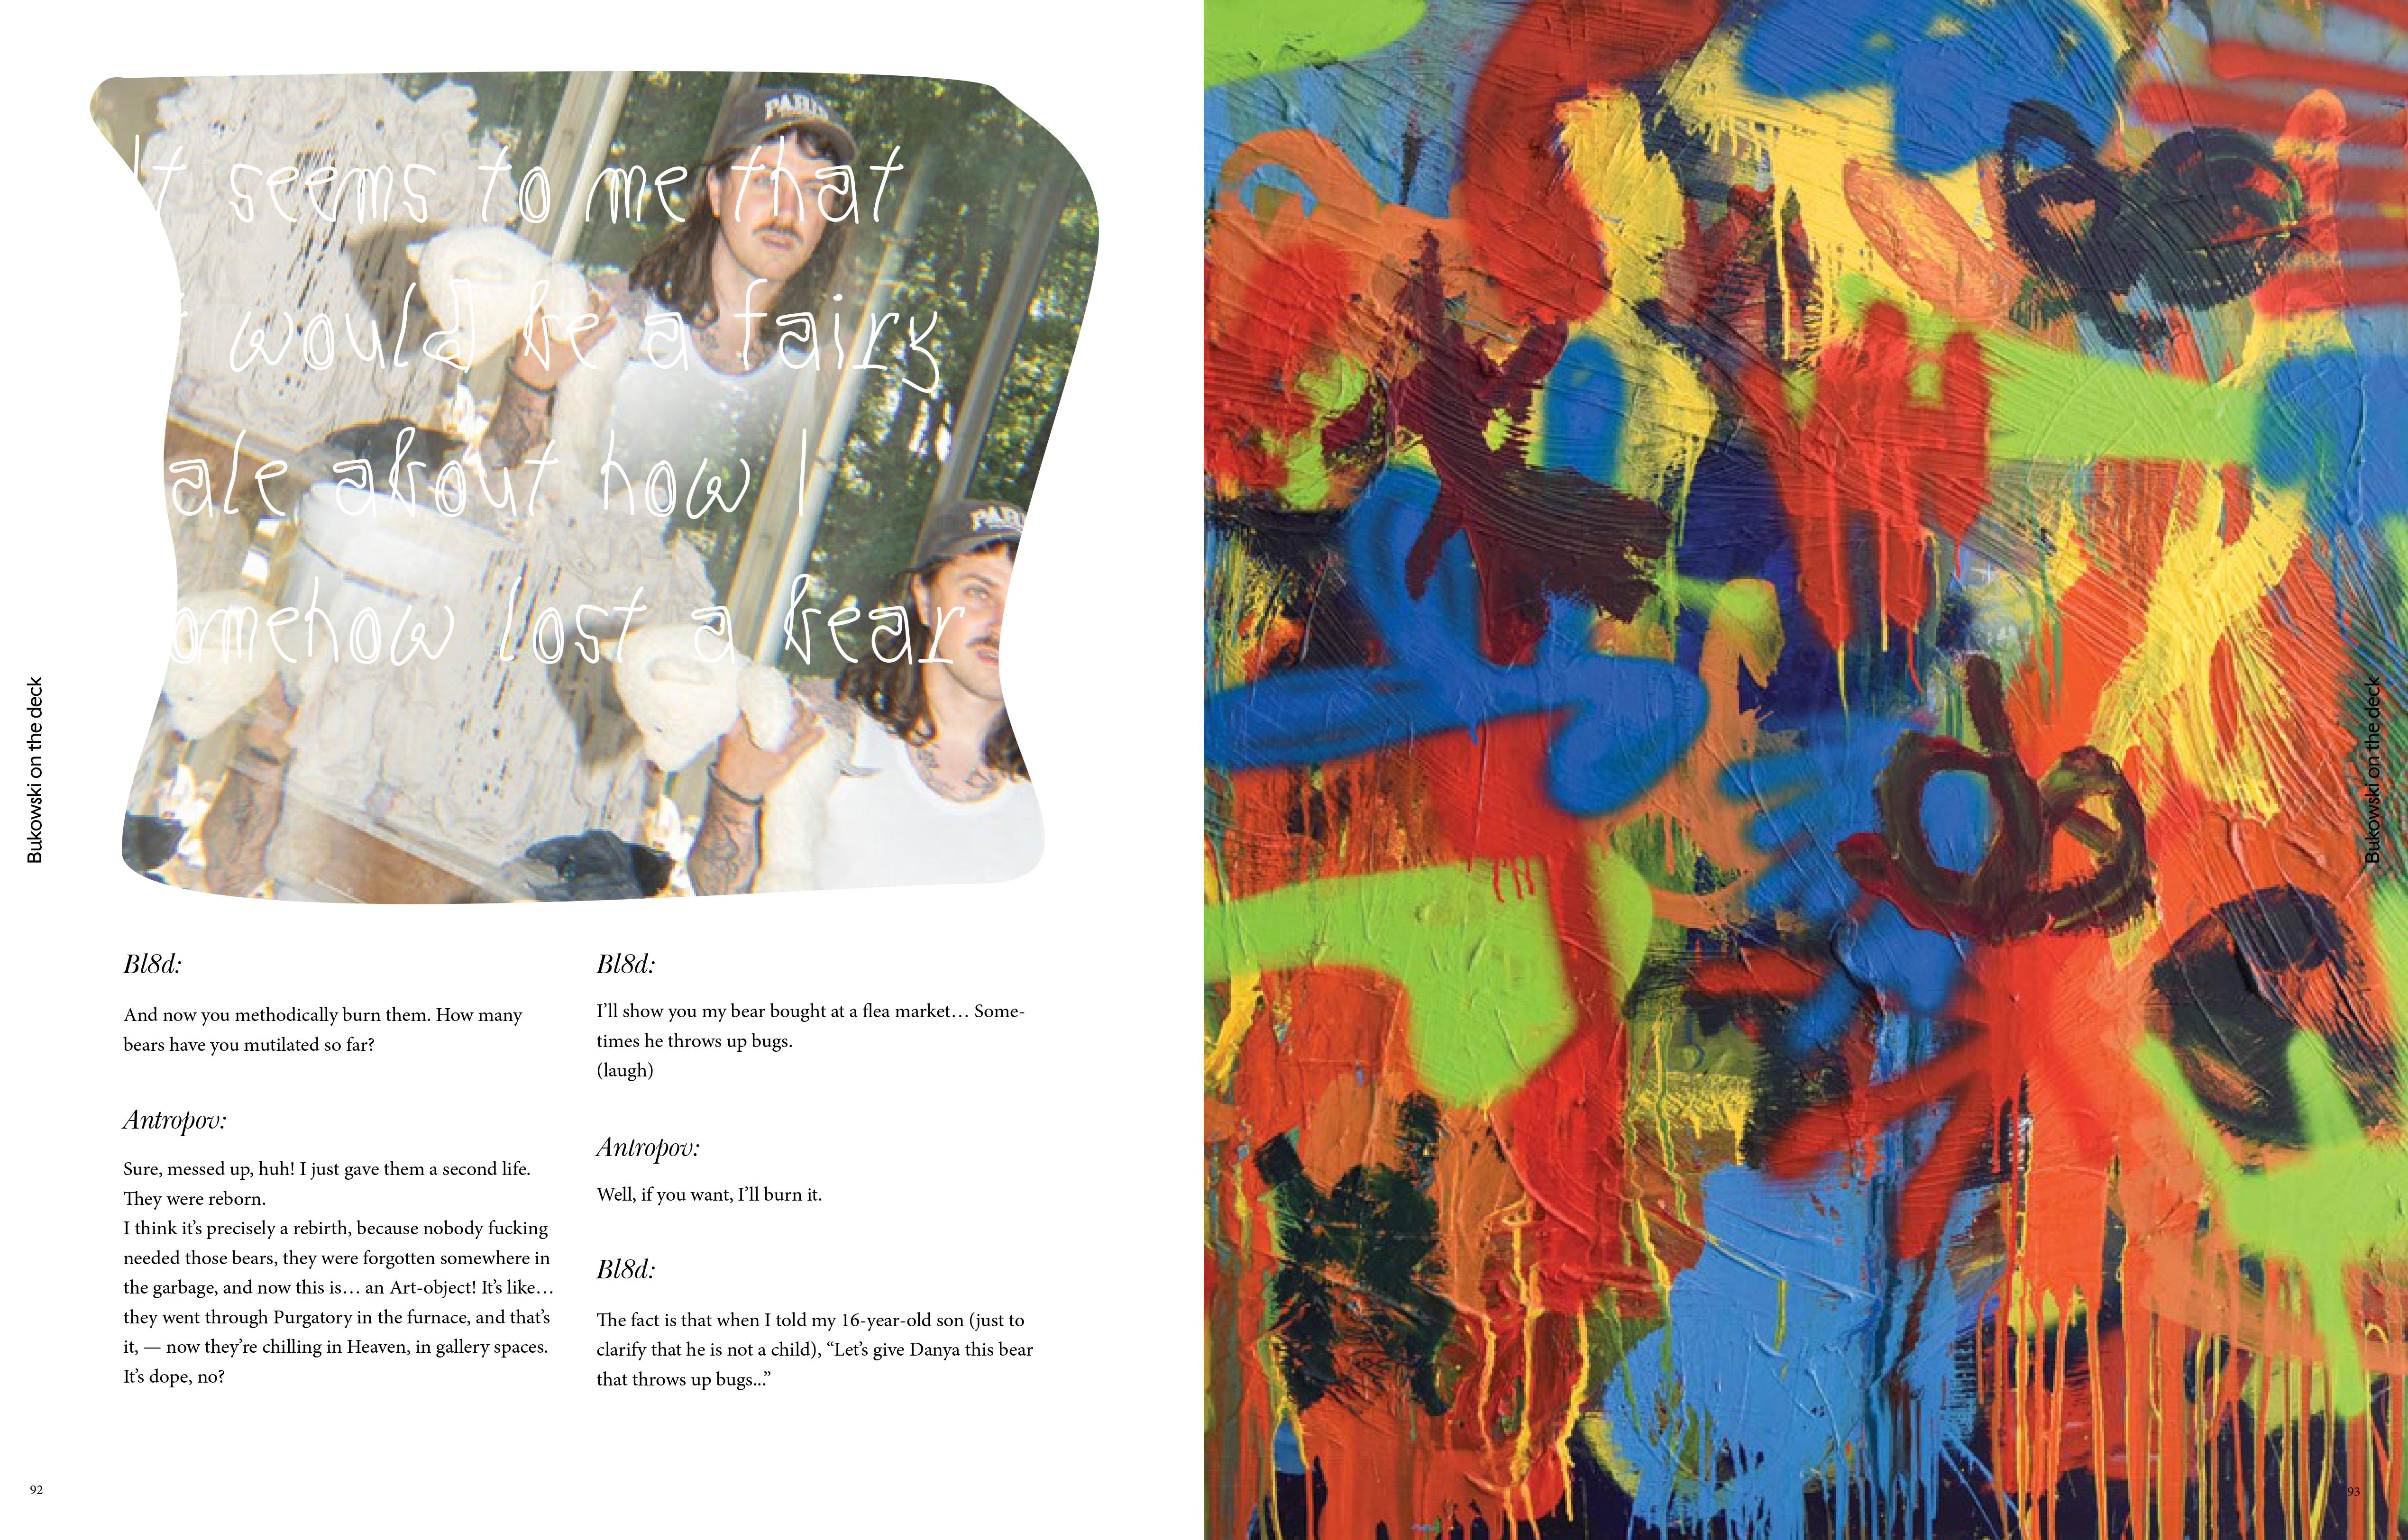 It seems to me that
would be a fairy
ale about how I
omehow lost a bear
Bukowski on the deck
Bl8d:
And now you methodically burn them. How many
bears have you mutilated so far?
Antropov:
Sure, messed up, huh! I just gave them a second life.
They were reborn.
I think it’s precisely a rebirth, because nobody fucking
needed those bears, they were forgotten somewhere in
the garbage, and now this is… an Art-object! It’s like…
they went through Purgatory in the furnace, and that’s
it, — now they’re chilling in Heaven, in gallery spaces.
It’s dope, no?
Bl8d:
I’ll show you my bear bought at a flea market… Some-
times he throws up bugs.
(laugh)
Antropov:
Well, if you want, I’ll burn it.
Bl8d:
The fact is that when I told my 16-year-old son (just to
clarify that he is not a child), “Let’s give Danya this bear
that throws up bugs...”
92
Bukowski on the deck
93